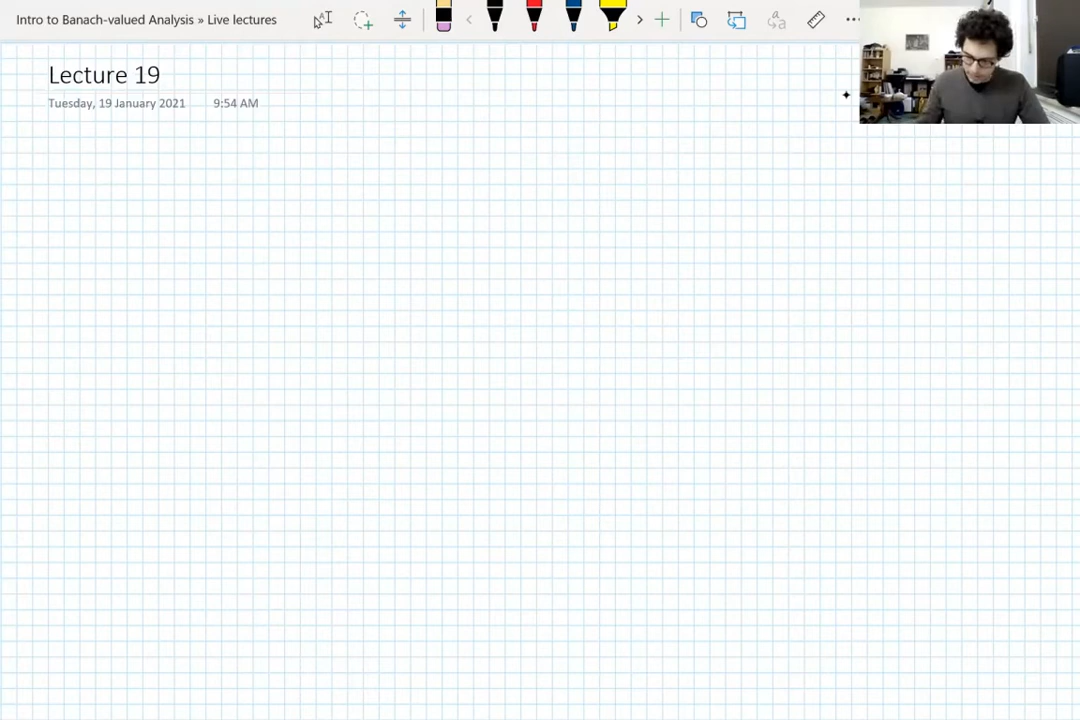 Intro to Banach-valued Analysis » Live lectures
Lecture 19
Tuesday, 19 January 2021 9:54 AM